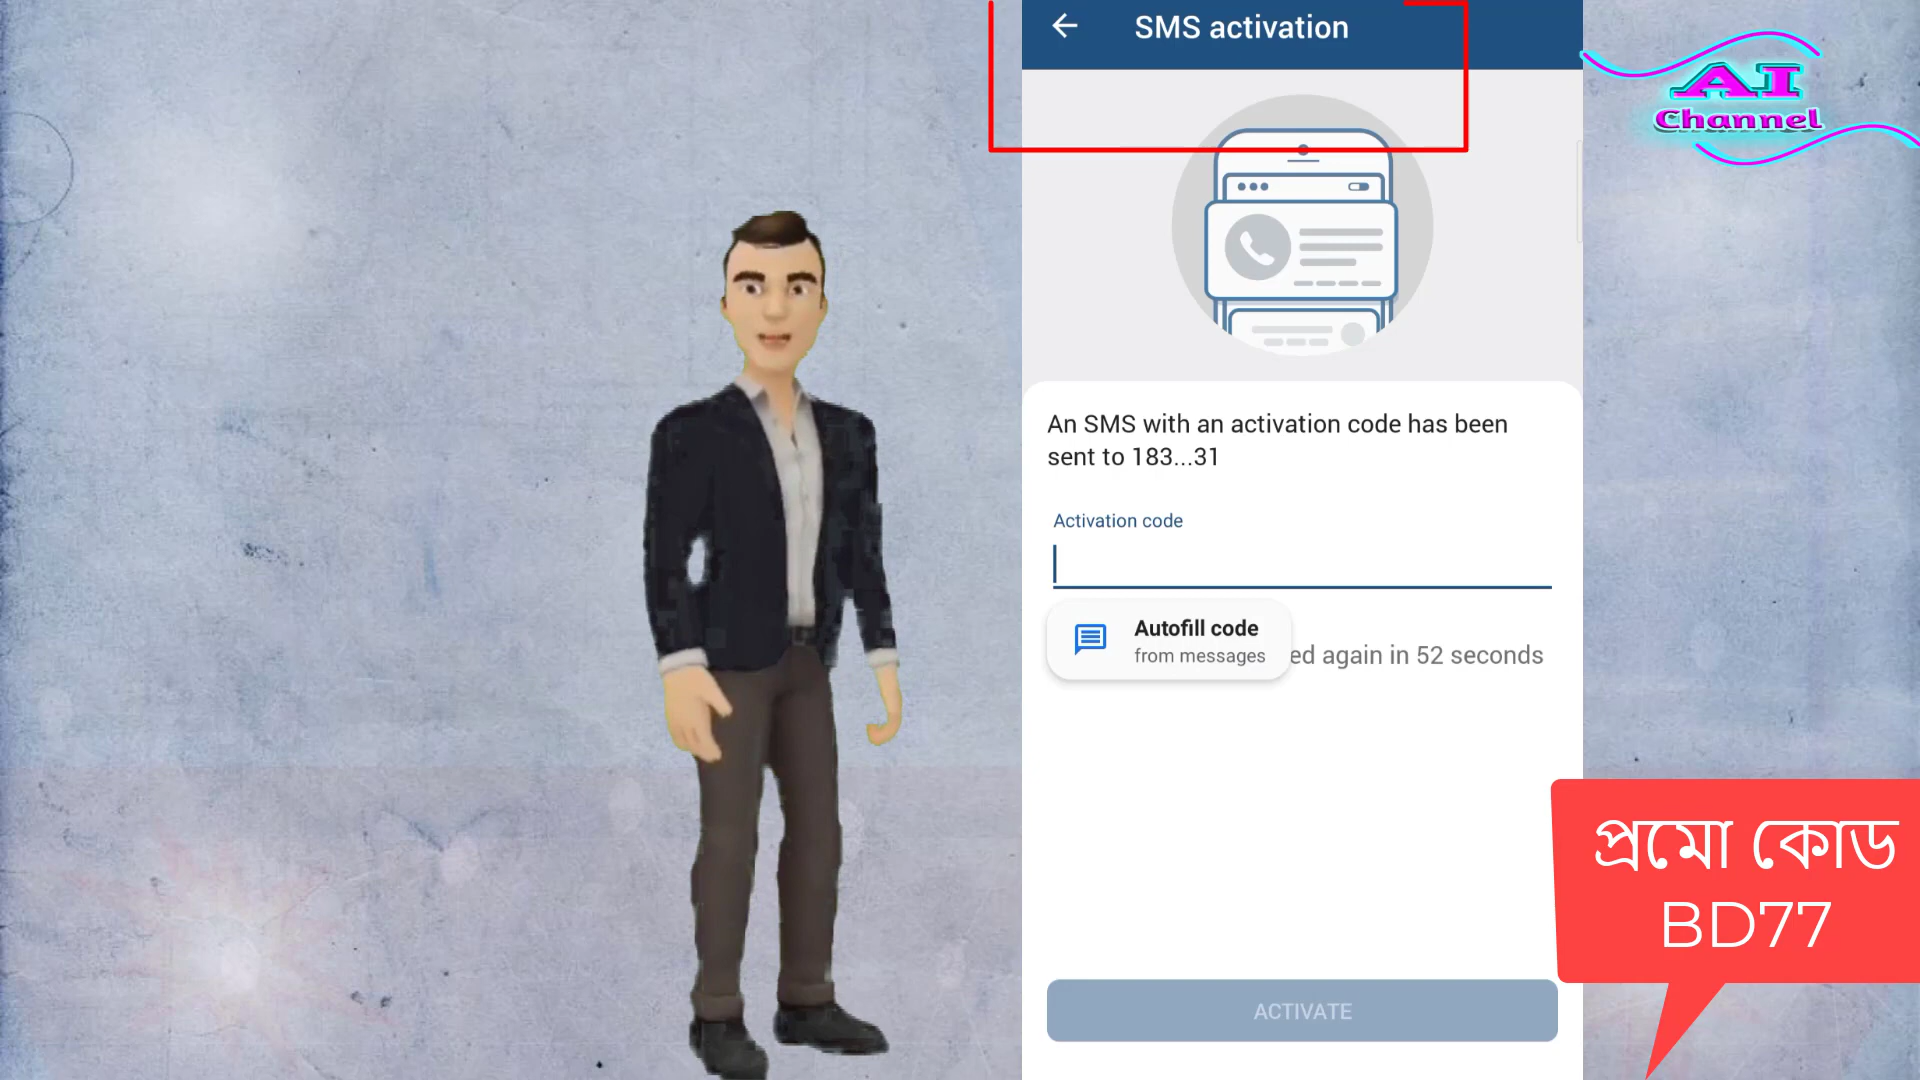 SMS activation
AI
Channel
An SMS with an activation code has been
sent to 183...31
Activation code
Autofill code
from messages
ed again in 52 seconds
ACTIVATE
প্রমো কোড
BD77